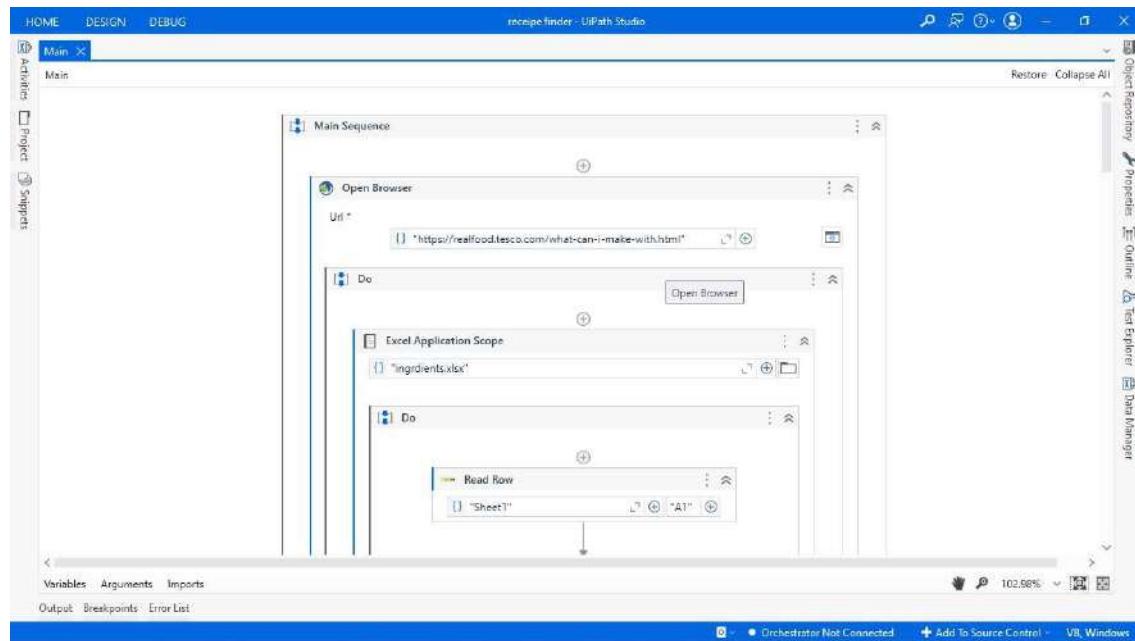 HOME DESIGN DEBUG receipe finder - UiPath Studio
Main
Main Restore Collapse All
Activities
Project
Snippets
Main Sequence
Open Browser
Url *
"https://realfood.tesco.com/what-can-i-make-with.html"
Do
Open Browser
Excel Application Scope
"ingrdients.xlsx"
Do
Read Row
"Sheet1" "A1"
Object Repository
Properties
Outline
Test Explorer
Data Manager
Variables Arguments Imports 102.98%
Output Breakpoints Error List
Orchestrator Not Connected Add To Source Control VB, Windows